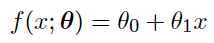 f(x; θ) = θ₀ + θ₁x